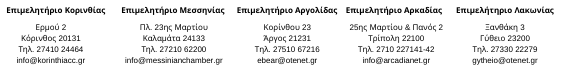 Επιμελητήριο Κορινθίας
Ερμού 2
Κόρινθος 20131
Τηλ. 27410 24464
info@korinthiacc.gr
Επιμελητήριο Μεσσηνίας
Πλ. 23ης Μαρτίου
Καλαμάτα 24133
Τηλ. 27210 62200
info@messinianchamber.gr
Επιμελητήριο Αργολίδας
Κορίνθου 23
Άργος 21231
Τηλ. 27510 67216
ebear@otenet.gr
Επιμελητήριο Αρκαδίας
25ης Μαρτίου & Πανός 2
Τρίπολη 22100
Τηλ. 2710 227141-42
info@arcadianet.gr
Επιμελητήριο Λακωνίας
Ξανθάκη 3
Γύθειο 23200
Τηλ. 27330 22279
gytheio@otenet.gr